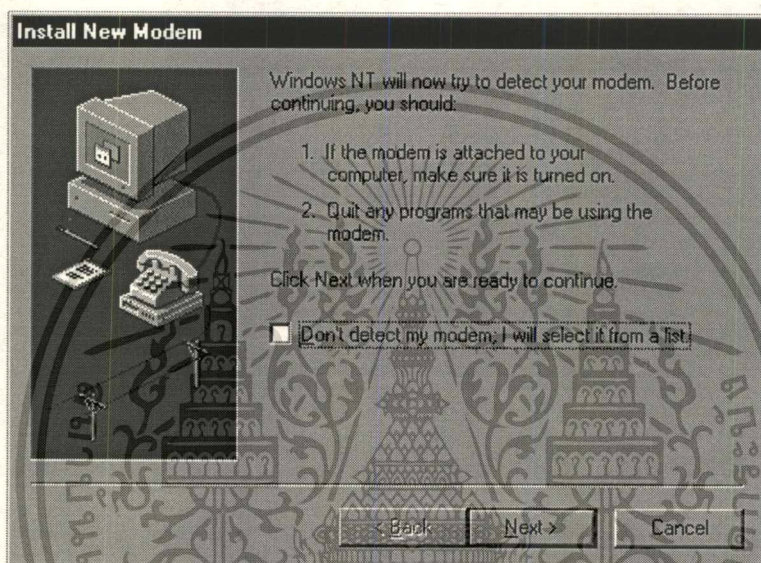 Install New Modem
Windows NT will now try to detect your modem. Before
continuing, you should:
1. If the modem is attached to your
computer, make sure it is turned on.
2. Quit any programs that may be using the
modem.
Click Next when you are ready to continue.
Don't detect my modem; I will select it from a list.
< Back
Next >
Cancel